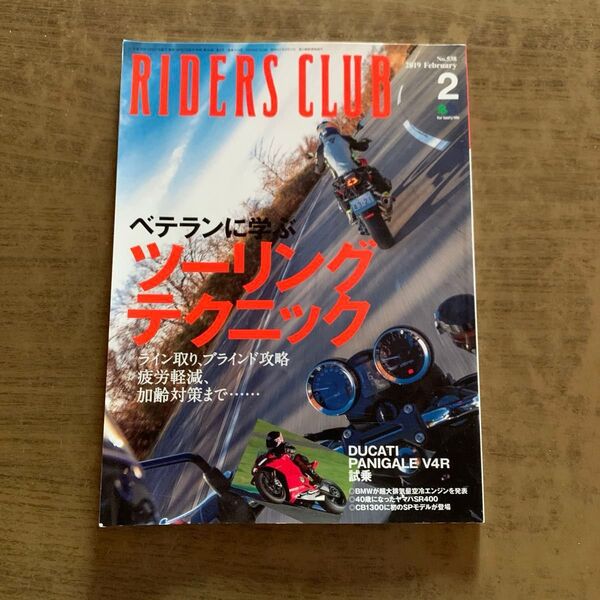 No.538
2019 February
RIDERS CLUB
2
for tasty life
ベテランに学ぶ
ツーリング
テクニック
ライン取り、ブラインド攻略
疲労軽減、
加齢対策まで……
DUCATI
PANIGALE V4R
試乗
○BMWが超大排気量空冷エンジンを発表
○40歳になったヤマハSR400
○CB1300に初のSPモデルが登場